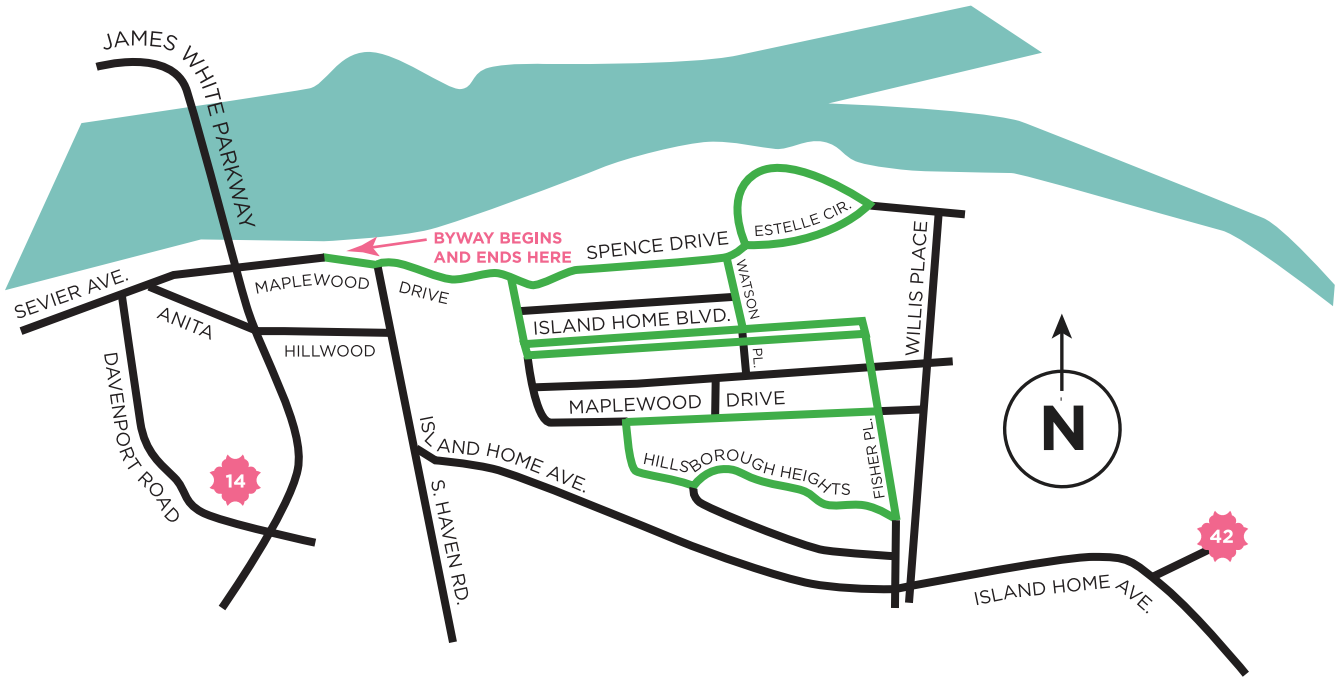 JAMES WHITE PARKWAY
BYWAY BEGINS
AND ENDS HERE
SPENCE DRIVE
ESTELLE CIR.
SEVIER AVE.
MAPLEWOOD DRIVE
WATSON PL.
WILLIS PLACE
ANITA
ISLAND HOME BLVD.
HILLWOOD
DAVENPORT ROAD
MAPLEWOOD DRIVE
ISLAND HOME AVE.
HILLSBOROUGH HEIGHTS
FISHER PL.
N
14
S. HAVEN RD.
42
ISLAND HOME AVE.